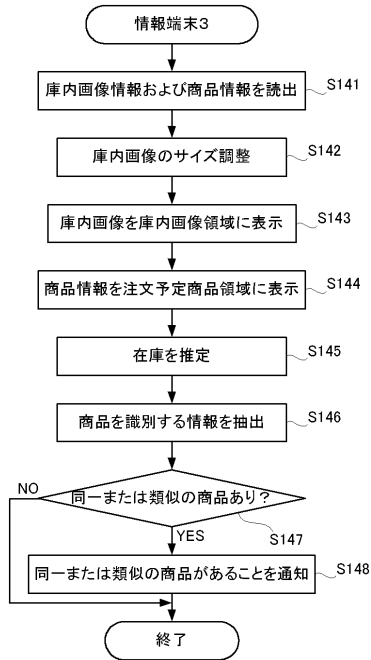 情報端末3
庫内画像情報および商品情報を読出
S141
庫内画像のサイズ調整
S142
庫内画像を庫内画像領域に表示
S143
商品情報を注文予定商品領域に表示
S144
在庫を推定
S145
商品を識別する情報を抽出
S146
同一または類似の商品あり？
NO
S147
YES
同一または類似の商品があることを通知
S148
終了